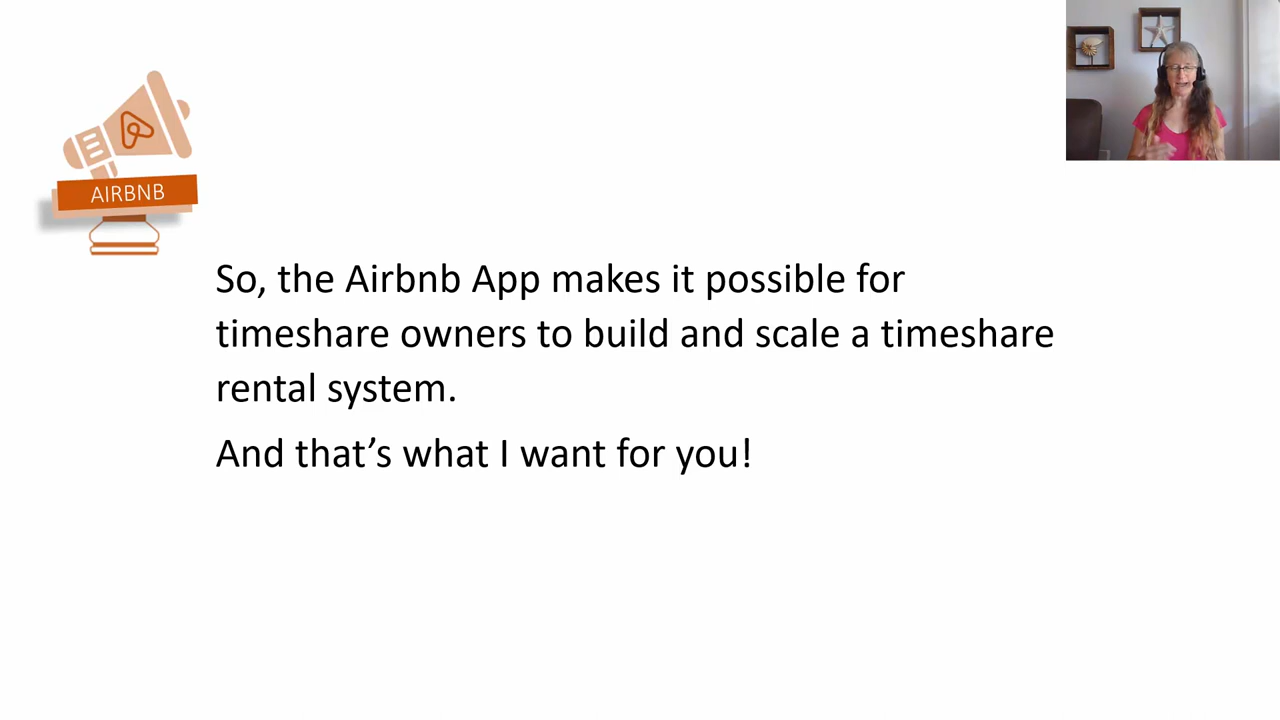 AIRBNB
So, the Airbnb App makes it possible for
timeshare owners to build and scale a timeshare
rental system.
And that’s what I want for you!